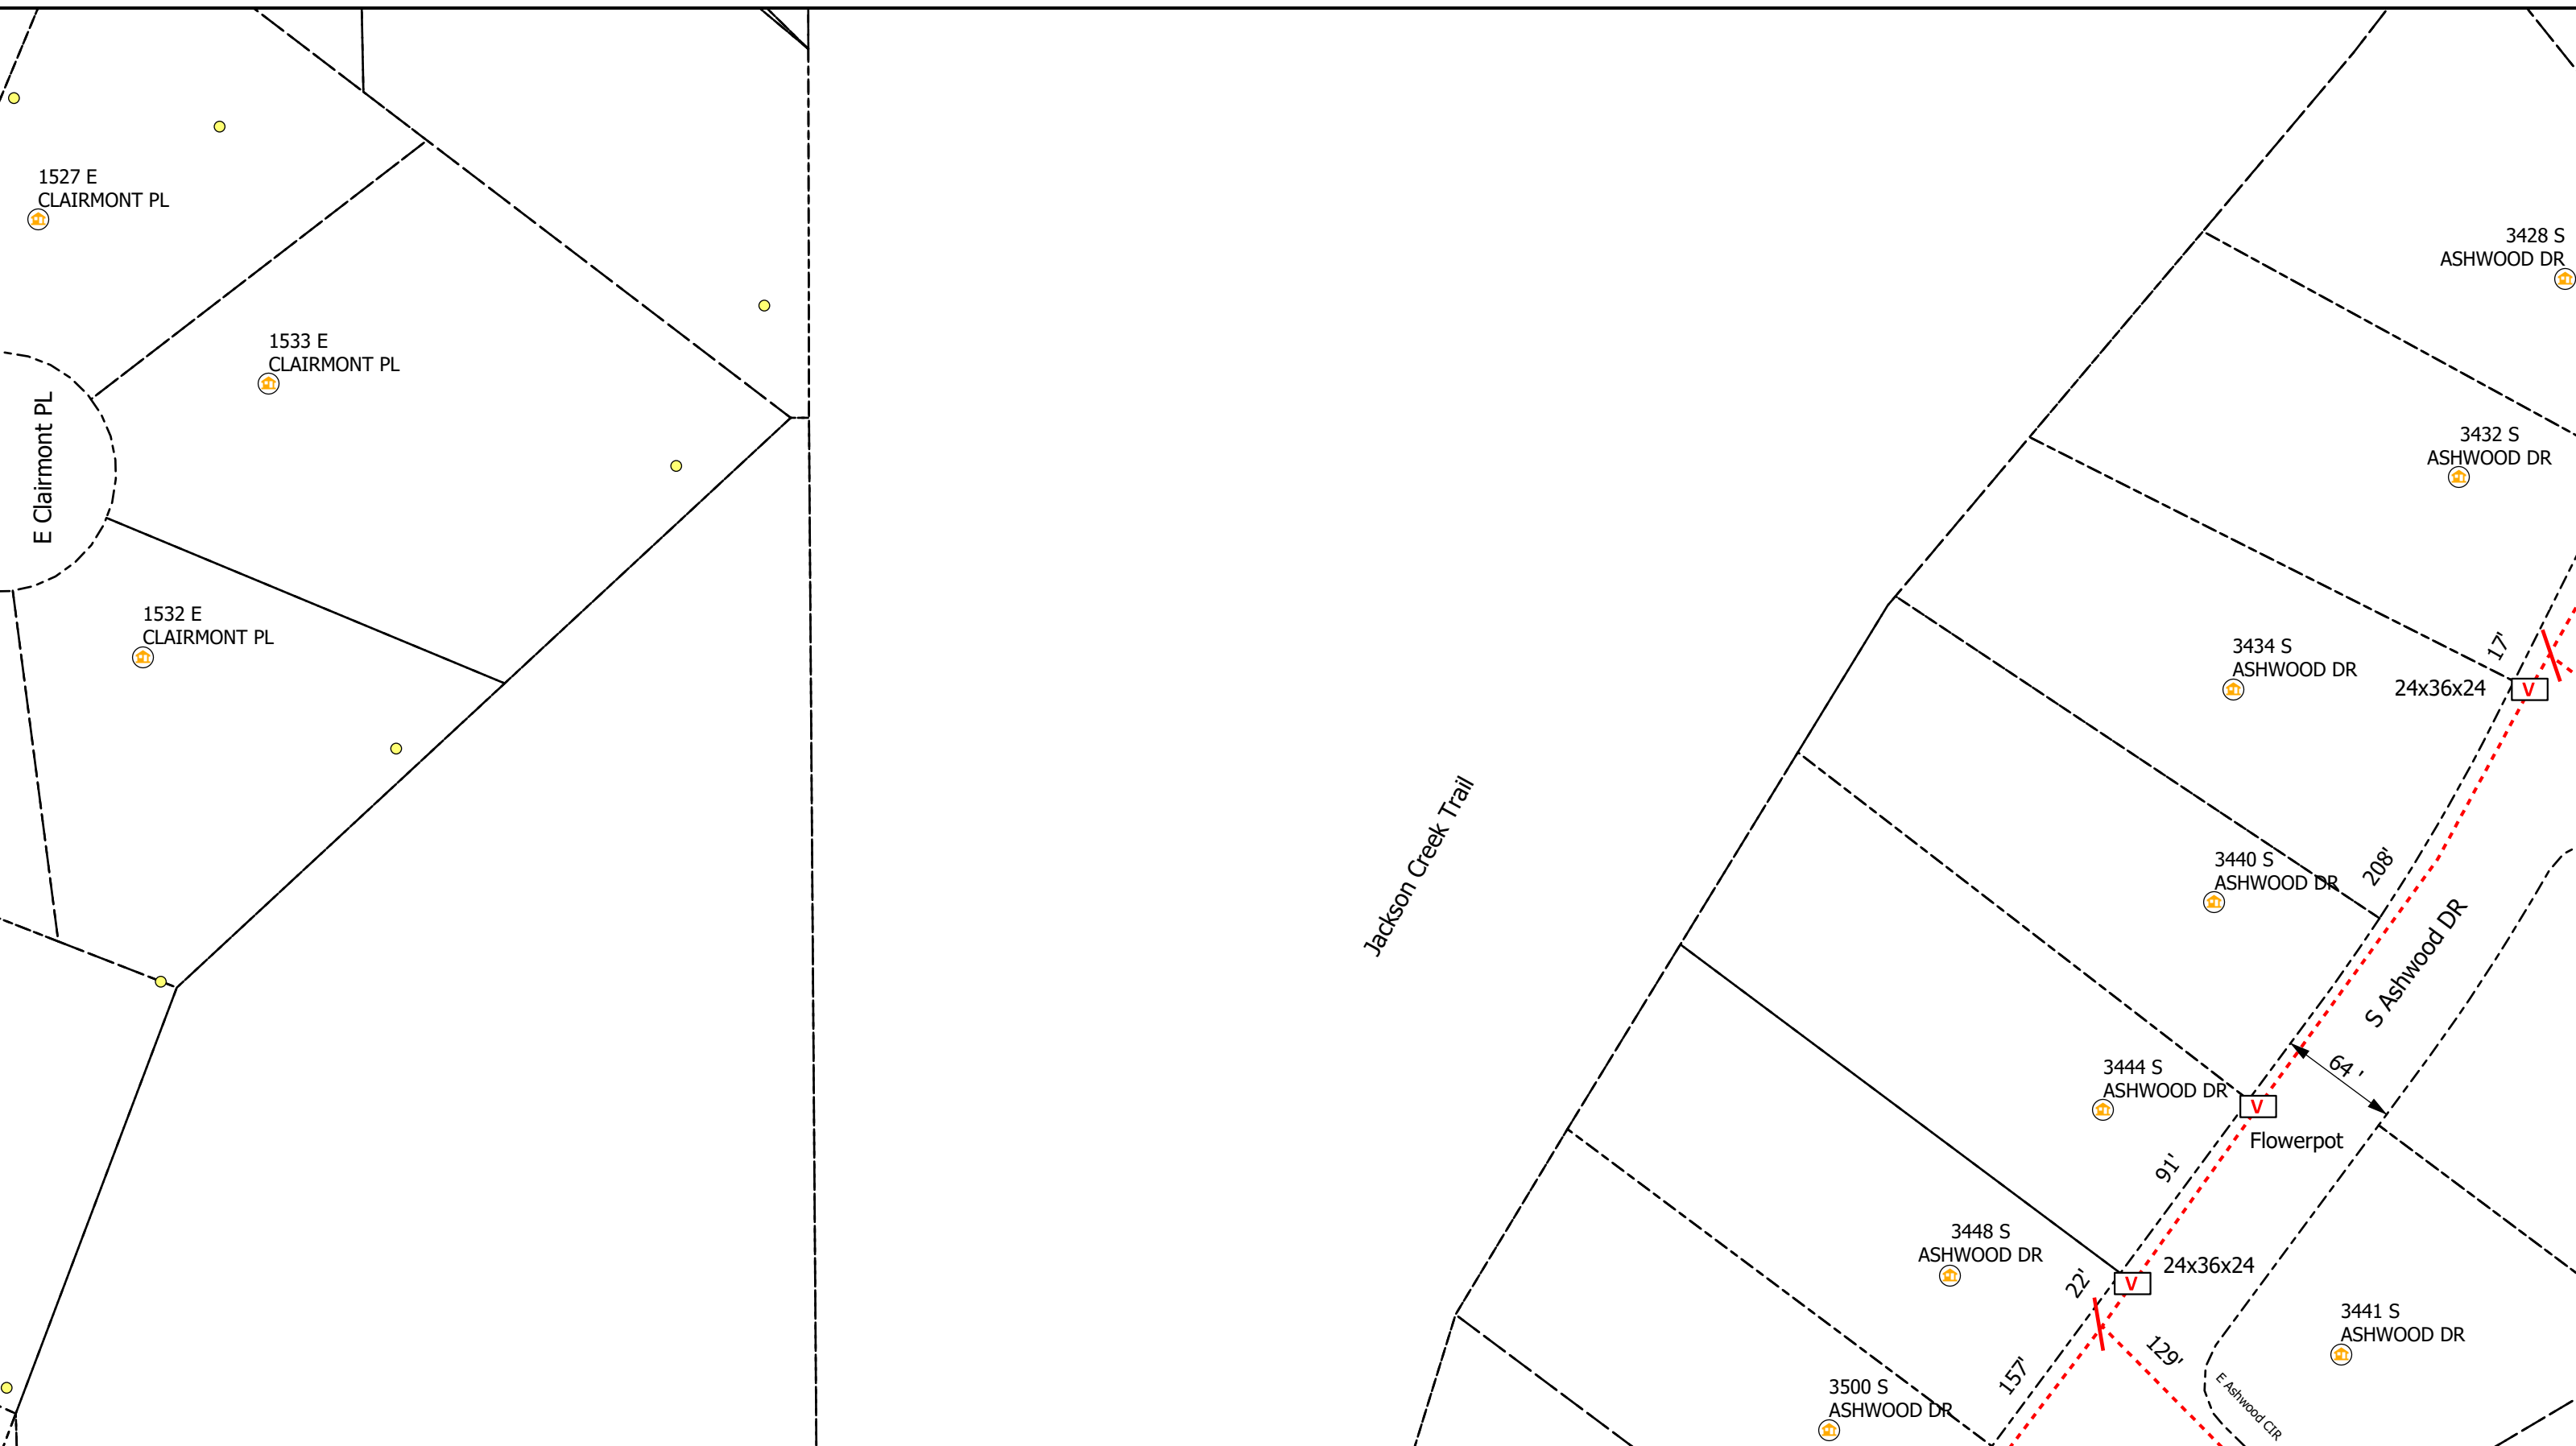 1527 E
CLAIRMONT PL
1533 E
CLAIRMONT PL
E Clairmont PL
1532 E
CLAIRMONT PL
Jackson Creek Trail
3428 S
ASHWOOD DR
3432 S
ASHWOOD DR
17'
3434 S
ASHWOOD DR
24x36x24
V
3440 S
ASHWOOD DR
208'
S Ashwood DR
64 '
3444 S
ASHWOOD DR
V
Flowerpot
91'
3448 S
ASHWOOD DR
24x36x24
V
22'
129'
157'
3441 S
ASHWOOD DR
3500 S
ASHWOOD DR
E Ashwood CIR